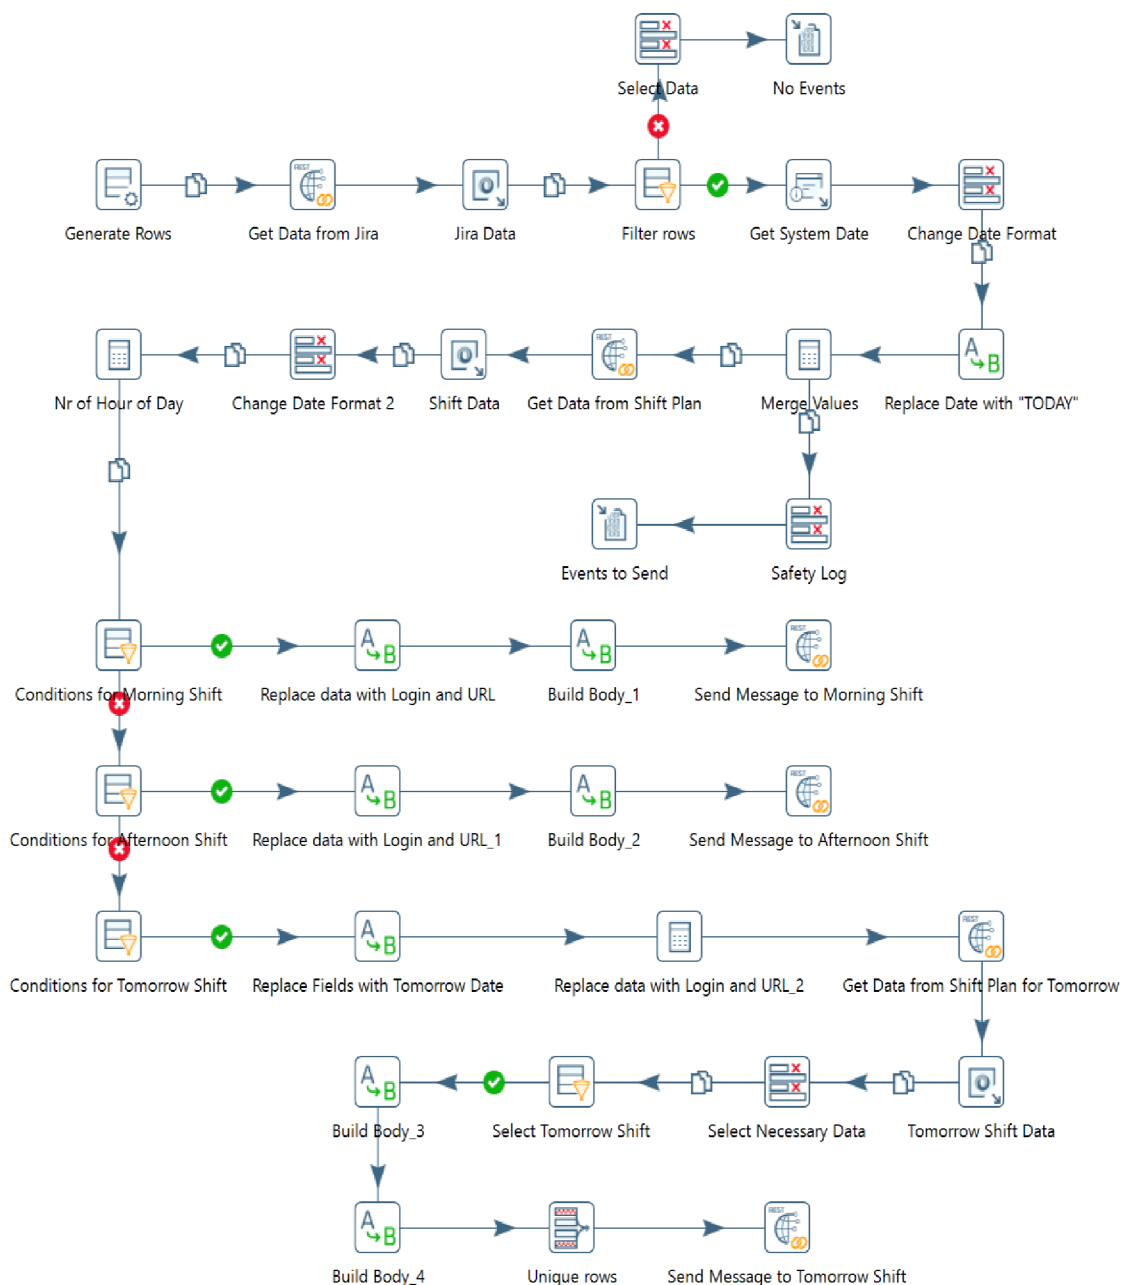 Select Data
No Events
Generate Rows
Get Data from Jira
Jira Data
Filter rows
Get System Date
Change Date Format
Nr of Hour of Day
Change Date Format 2
Shift Data
Get Data from Shift Plan
Merge Values
Replace Date with "TODAY"
Events to Send
Safety Log
Conditions for Morning Shift
Replace data with Login and URL
Build Body_1
Send Message to Morning Shift
Conditions for Afternoon Shift
Replace data with Login and URL_1
Build Body_2
Send Message to Afternoon Shift
Conditions for Tomorrow Shift
Replace Fields with Tomorrow Date
Replace data with Login and URL_2
Get Data from Shift Plan for Tomorrow
Build Body_3
Select Tomorrow Shift
Select Necessary Data
Tomorrow Shift Data
Build Body_4
Unique rows
Send Message to Tomorrow Shift